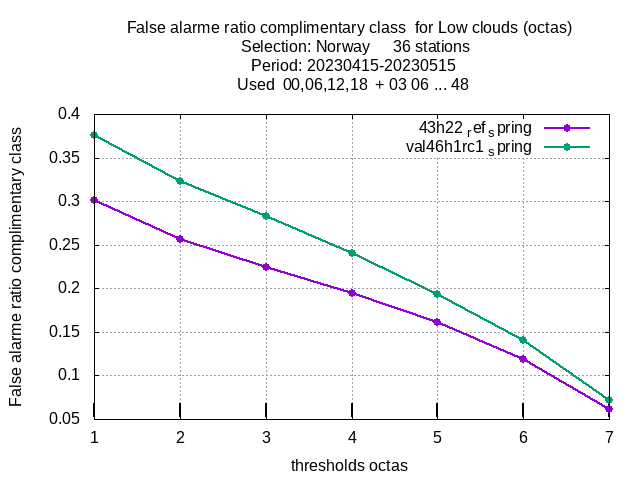 False alarme ratio complimentary class  for Low clouds (octas)
Selection: Norway     36 stations
Period: 20230415-20230515
Used  00,06,12,18  + 03 06 ... 48
43h22 ref spring
val46h1rc1 spring
False alarme ratio complimentary class
0.4
0.35
0.3
0.25
0.2
0.15
0.1
0.05
1 2 3 4 5 6 7
thresholds octas